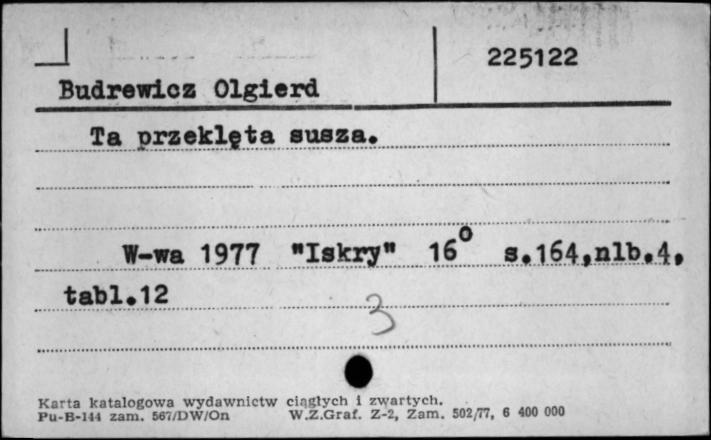 225122
Budrewicz Olgierd
Ta przeklęta susza.
W-wa 1977 "Iskry" 16° s.164,nlb.4,
tabl.12
3
Karta katalogowa wydawnictw ciągłych i zwartych.
Pu-B-144 zam. 567/DW/On W.Z.Graf. Z-2, Zam. 502/77, 6 400 000